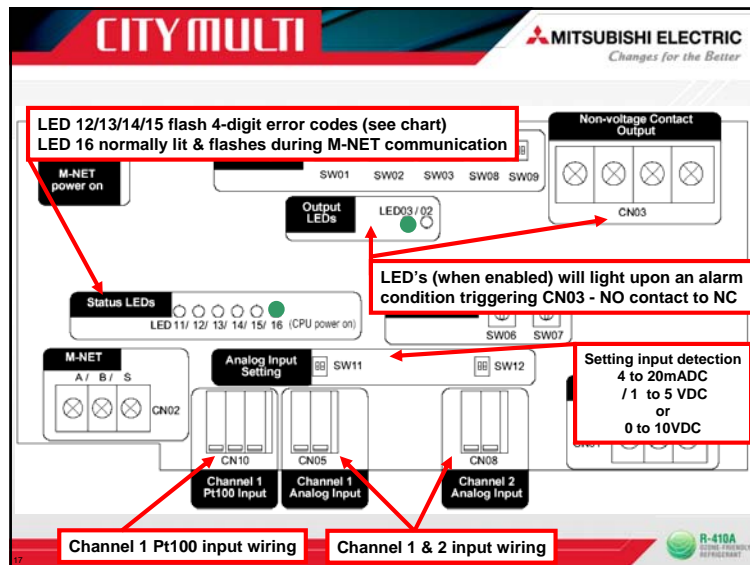 CITY MULTI
MITSUBISHI ELECTRIC
Changes for the Better
LED 12/13/14/15 flash 4-digit error codes (see chart)
LED 16 normally lit & flashes during M-NET communication
Non-voltage Contact
Output
M-NET
power on
SW01 SW02 SW03 SW08 SW09
Output
LEDs
LED03 / 02
CN03
LED's (when enabled) will light upon an alarm
condition triggering CN03 - NO contact to NC
Status LEDs
LED 11/ 12/ 13/ 14/ 15/ 16 (CPU power on)
SW06 SW07
M-NET
A / B / S
CN02
Analog Input
Setting
SW11
SW12
Setting input detection
4 to 20mADC
/ 1 to 5 VDC
or
0 to 10VDC
CN10
CN05
CN08
Channel 1
Pt100 Input
Channel 1
Analog Input
Channel 2
Analog Input
Channel 1 Pt100 input wiring
Channel 1 & 2 input wiring
R-410A
OZONE-FRIENDLY
REFRIGERANT
17